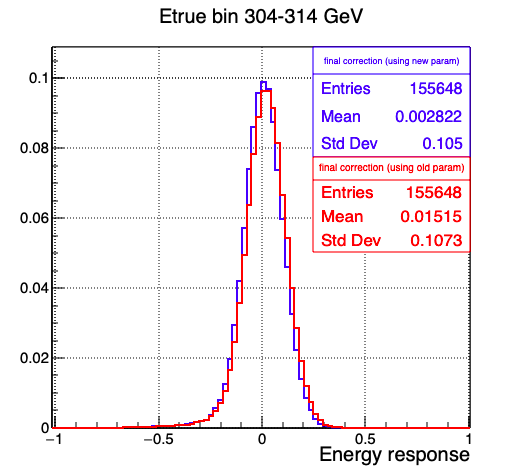 Etrue bin 304-314 GeV
final correction (using new param)
Entries 155648
Mean 0.002822
Std Dev 0.105
final correction (using old param)
Entries 155648
Mean 0.01515
Std Dev 0.1073
0.1
0.08
0.06
0.04
0.02
0
−1 −0.5 0 0.5 1
Energy response